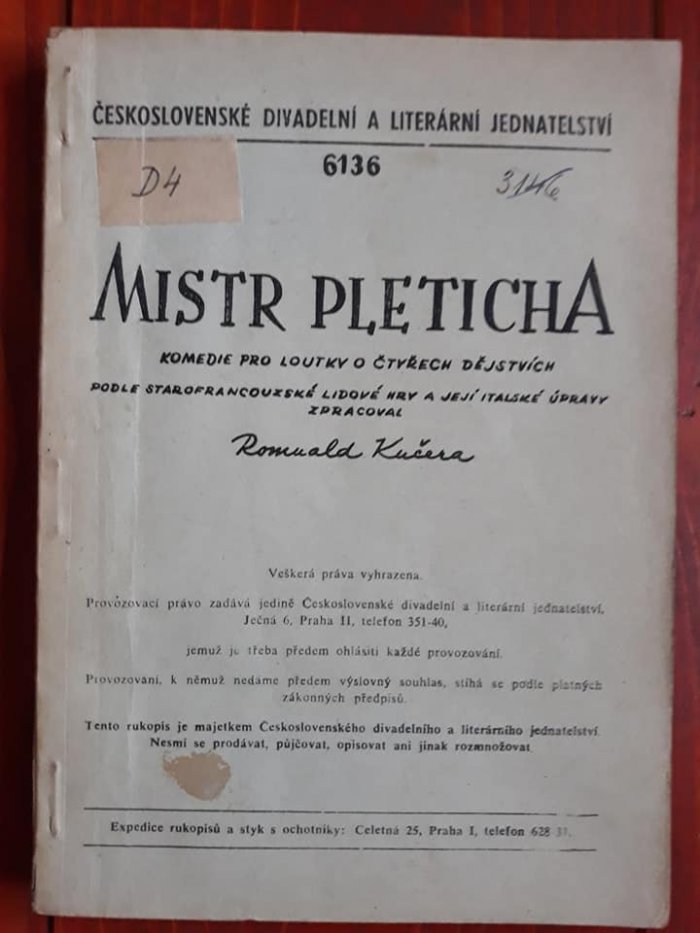 ČESKOSLOVENSKÉ DIVADELNÍ A LITERÁRNÍ JEDNATELSTVÍ
6136
D4
MISTR PLETICHA
KOMEDIE PRO LOUTKY O ČTYŘECH DĚJSTVÍCH
PODLE STAROFRANCOUZSKÉ LIDOVÉ HRY A JEJÍ ITALSKÉ ÚPRAVY
ZPRACOVAL
Romuald Kučera
Veškerá práva vyhrazena.
Provozovací právo zadává jedině Československé divadelní a literární jednatelství,
Ječná 6, Praha II, telefon 351-40,
jemuž je třeba předem ohlásiti každé provozování.
Provozování, k němuž nedáme předem výslovný souhlas, stíhá se podle platných
zákonných předpisů.
Tento rukopis je majetkem Československého divadelního a literárního jednatelství.
Nesmí se prodávat, půjčovat, opisovat ani jinak rozmnožovat
Expedice rukopisů a styk s ochotníky: Celetná 25, Praha I, telefon 628